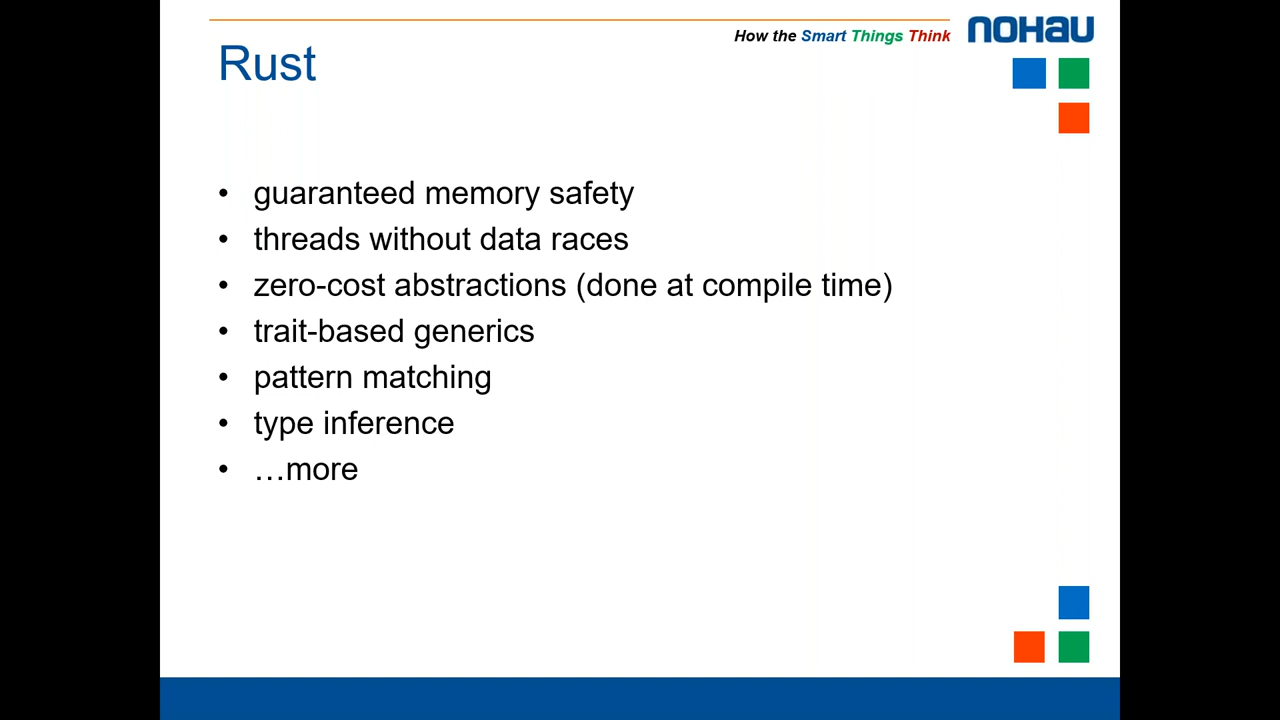 How the Smart Things Think
nohau
Rust
• guaranteed memory safety
• threads without data races
• zero-cost abstractions (done at compile time)
• trait-based generics
• pattern matching
• type inference
• …more